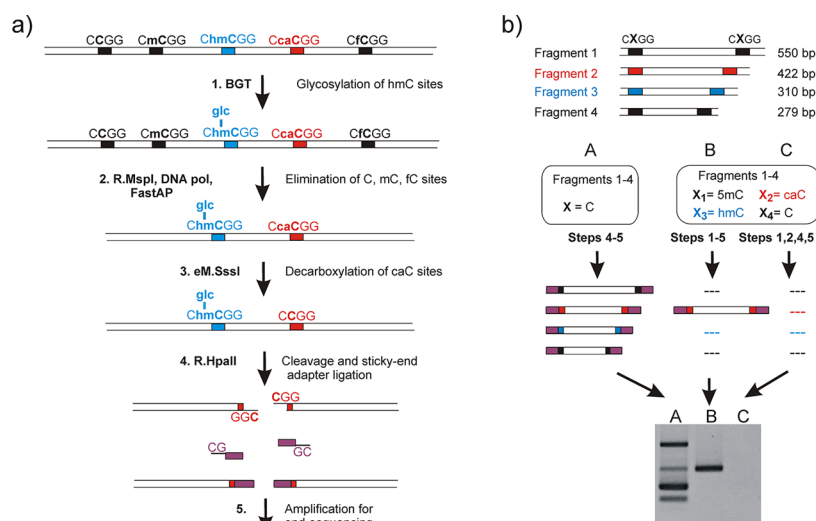 a)
CCGG CmCGG ChmCGG CcaCGG CfCGG
1. BGT Glycosylation of hmC sites
glc
CCGG CmCGG ChmCGG CcaCGG CfCGG
2. R.MspI, DNA pol, Elimination of C, mC, fC sites
FastAP
glc
ChmCGG CcaCGG
3. eM.SssI Decarboxylation of caC sites
glc
ChmCGG CCGG
4. R.HpaII Cleavage and sticky-end
adapter ligation
CGG
GGC
CG
GC
5. Amplification for
end sequencing
b)
CXGG CXGG
Fragment 1 550 bp
Fragment 2 422 bp
Fragment 3 310 bp
Fragment 4 279 bp
A B C
Fragments 1-4 Fragments 1-4
X = C X1= 5mC X2= caC
X3= hmC X4= C
Steps 4-5 Steps 1-5 Steps 1,2,4,5
--- ---
---
--- ---
--- ---
A B C